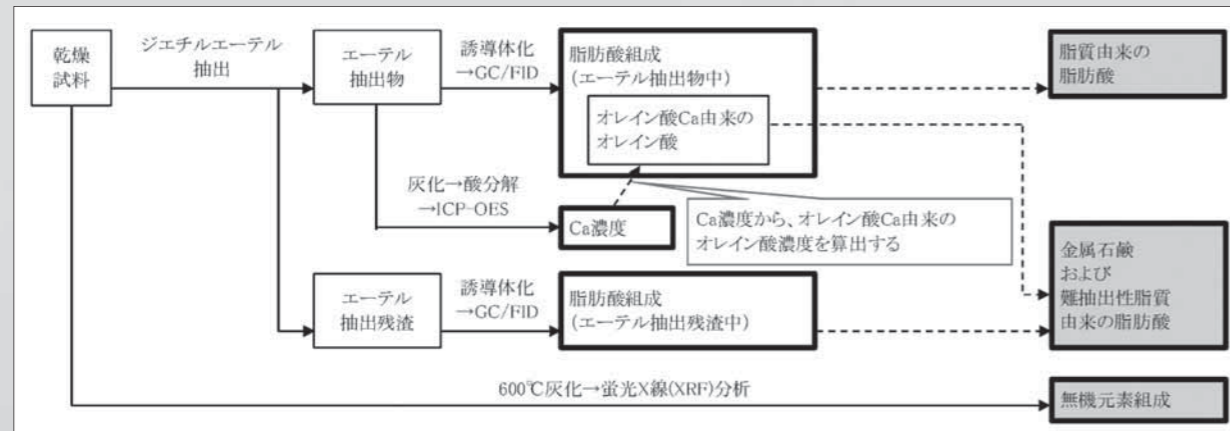 乾燥
試料
ジエチルエーテル
抽出
エーテル
抽出物
誘導体化
→GC/FID
脂肪酸組成
(エーテル抽出物中)
オレイン酸Ca由来の
オレイン酸
脂質由来の
脂肪酸
灰化→酸分解
→ICP-OES
Ca濃度
Ca濃度から、オレイン酸Ca由来の
オレイン酸濃度を算出する
エーテル
抽出残渣
誘導体化
→GC/FID
脂肪酸組成
(エーテル抽出残渣中)
金属石鹸
および
難抽出性脂質
由来の脂肪酸
600℃灰化→蛍光X線(XRF)分析
無機元素組成